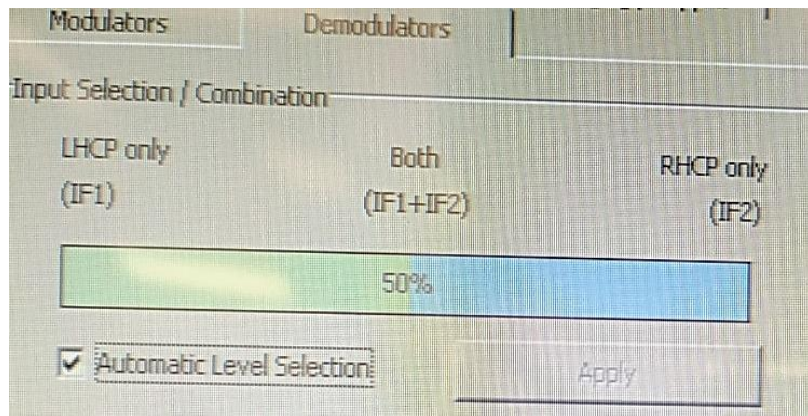 Modulators Demodulators
Input Selection / Combination
LHCP only Both RHCP only
(IF1) (IF1+IF2) (IF2)
50%
Automatic Level Selection Apply